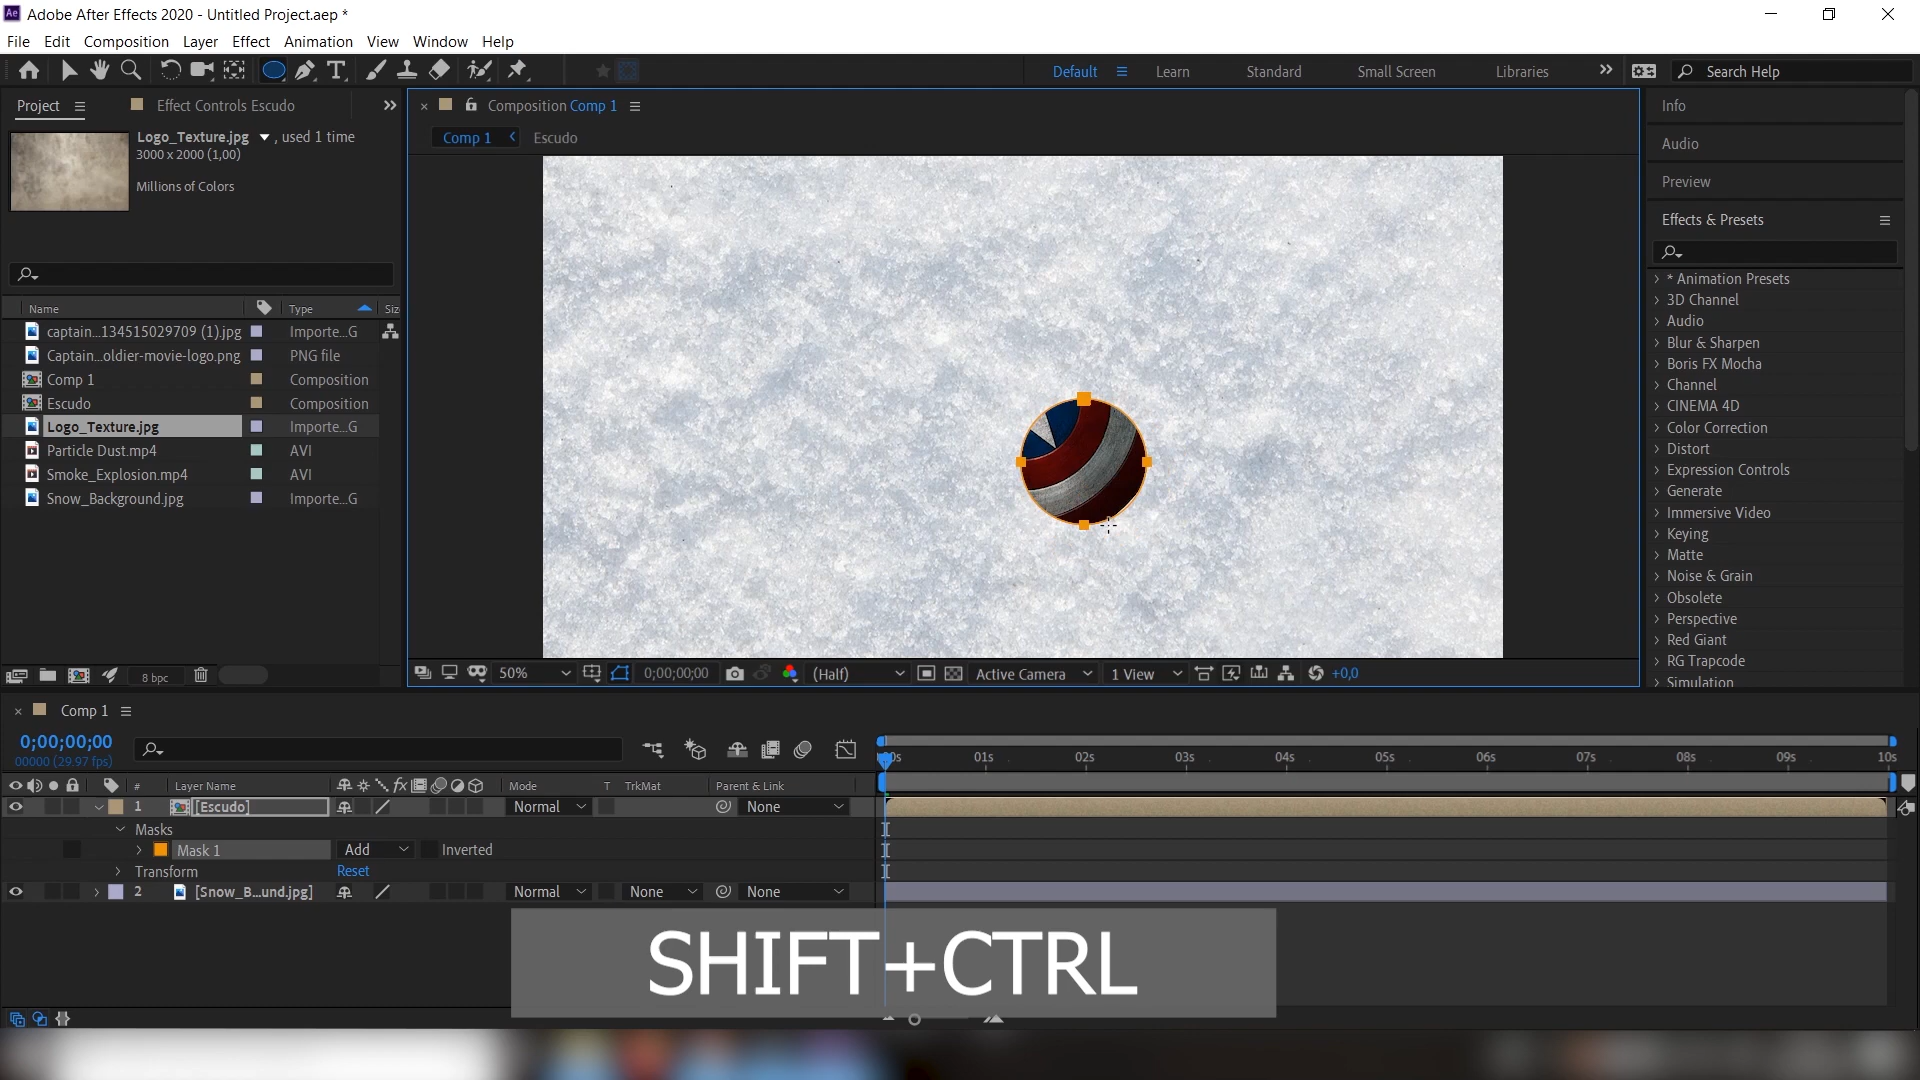 Adobe After Effects 2020 - Untitled Project.aep *
File Edit Composition Layer Effect Animation View Window Help
Default Learn Standard Small Screen Libraries Search Help
Project Effect Controls Escudo
Logo_Texture.jpg , used 1 time
3000 x 2000 (1,00)
Millions of Colors
Name Type Siz
captain...134515029709 (1).jpg Importe...G
Captain...oldier-movie-logo.png PNG file
Comp 1 Composition
Escudo Composition
Logo_Texture.jpg Importe...G
Particle Dust.mp4 AVI
Smoke_Explosion.mp4 AVI
Snow_Background.jpg Importe...G
8 bpc
Composition Comp 1
Comp 1 Escudo
50% 0;00;00;00 (Half) Active Camera 1 View +0,0
Info
Audio
Preview
Effects & Presets
* Animation Presets
3D Channel
Audio
Blur & Sharpen
Boris FX Mocha
Channel
CINEMA 4D
Color Correction
Distort
Expression Controls
Generate
Immersive Video
Keying
Matte
Noise & Grain
Obsolete
Perspective
Red Giant
RG Trapcode
Simulation
Comp 1
0;00;00;00
00000 (29.97 fps)
00s 01s 02s 03s 04s 05s 06s 07s 08s 09s 10s
# Layer Name Mode T TrkMat Parent & Link
1 [Escudo] Normal None
Masks
Mask 1 Add Inverted
Transform Reset
2 [Snow_B...und.jpg] Normal None None
SHIFT+CTRL